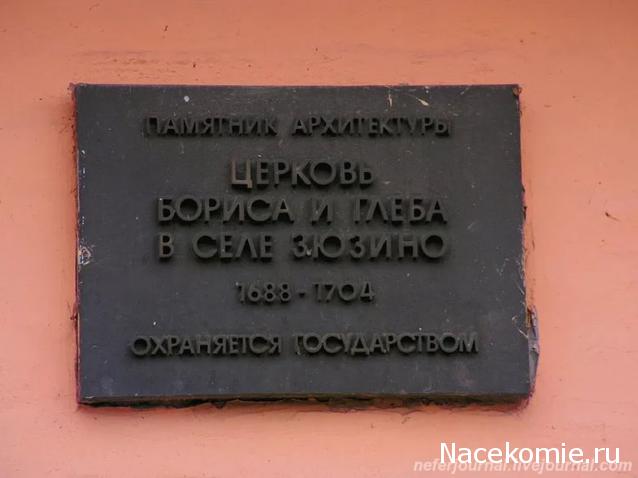 ПАМЯТНИК АРХИТЕКТУРЫ
ЦЕРКОВЬ
БОРИСА И ГЛЕБА
В СЕЛЕ ЗЮЗИНО
1688-1704
ОХРАНЯЕТСЯ ГОСУДАРСТВОМ
Nacekomie.ru
neferjournal.livejournal.com